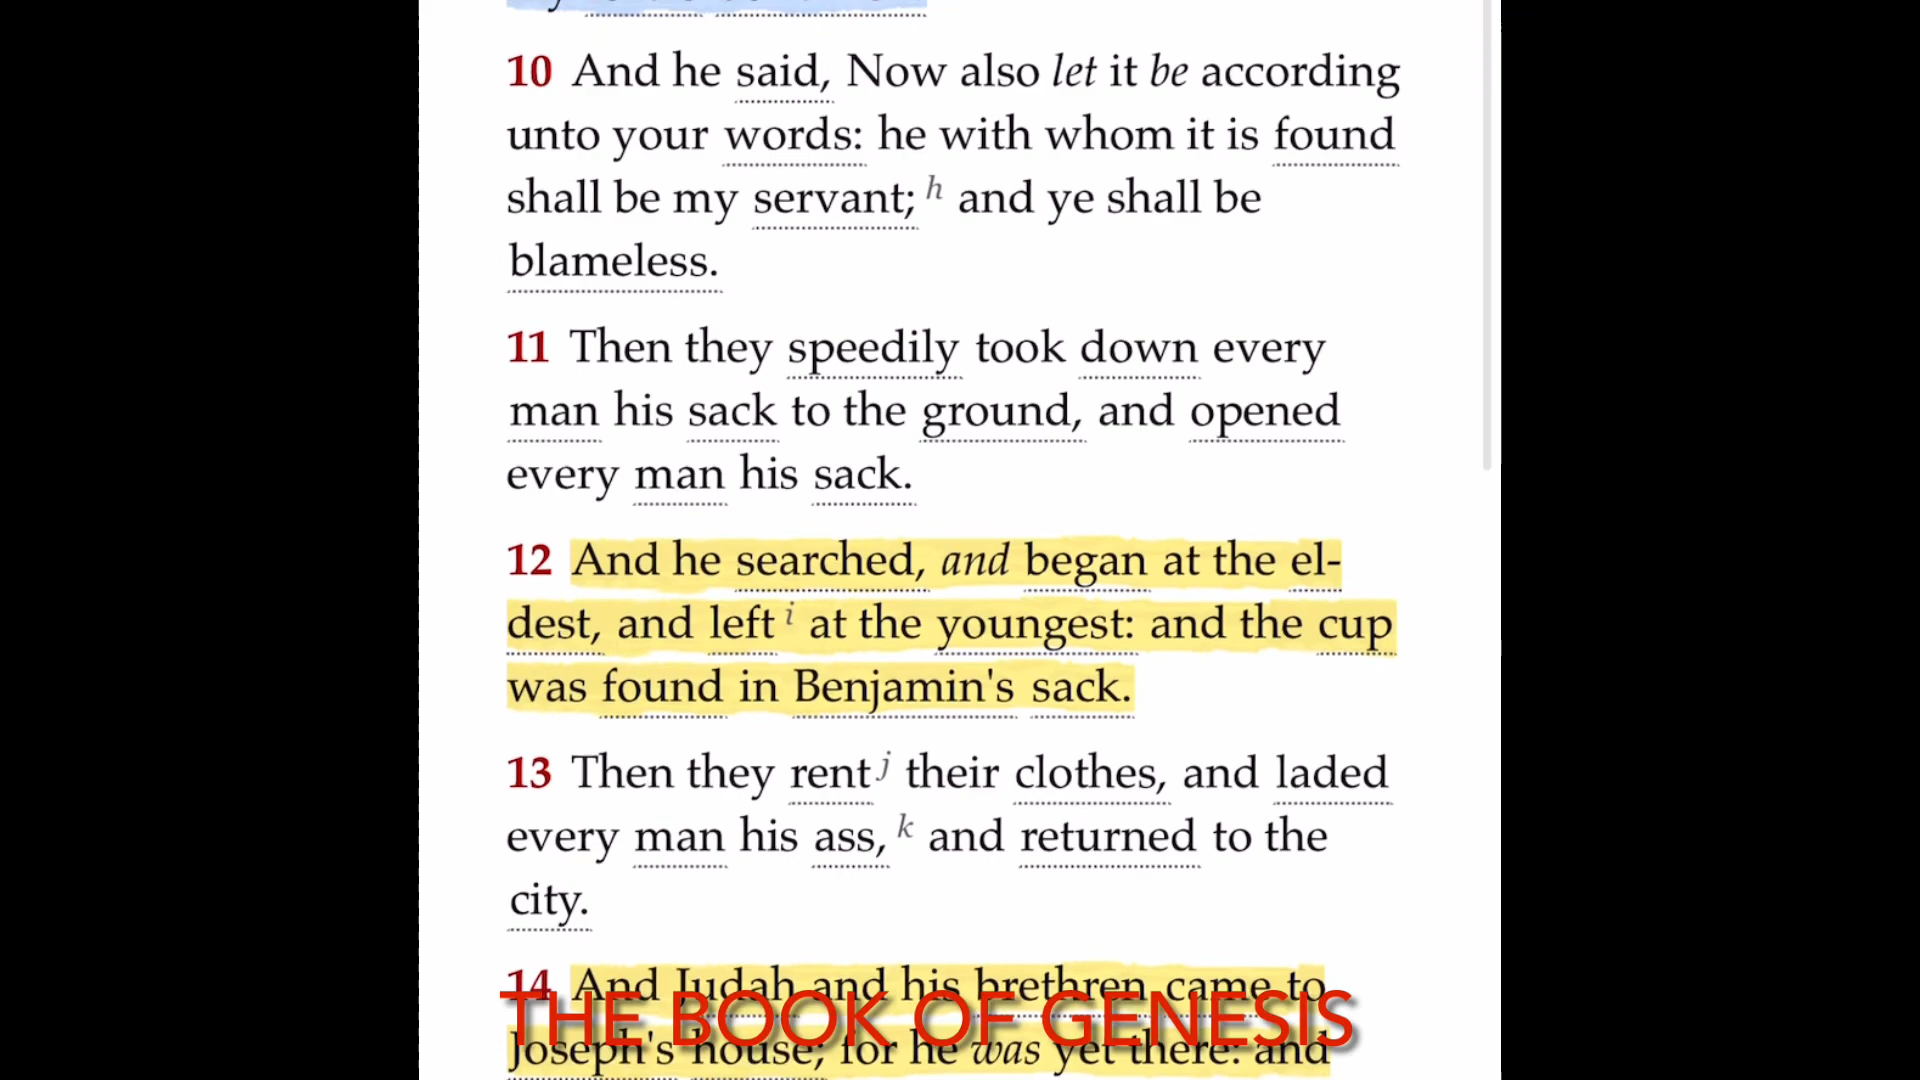 10 And he said, Now also let it be according
unto your words: he with whom it is found
shall be my servant; h and ye shall be
blameless.
11 Then they speedily took down every
man his sack to the ground, and opened
every man his sack.
12 And he searched, and began at the el-
dest, and left i at the youngest: and the cup
was found in Benjamin's sack.
13 Then they rent j their clothes, and laded
every man his ass, k and returned to the
city.
14 And Judah and his brethren came to
THE BOOK OF GENESIS
Joseph's house; for he was yet there: and